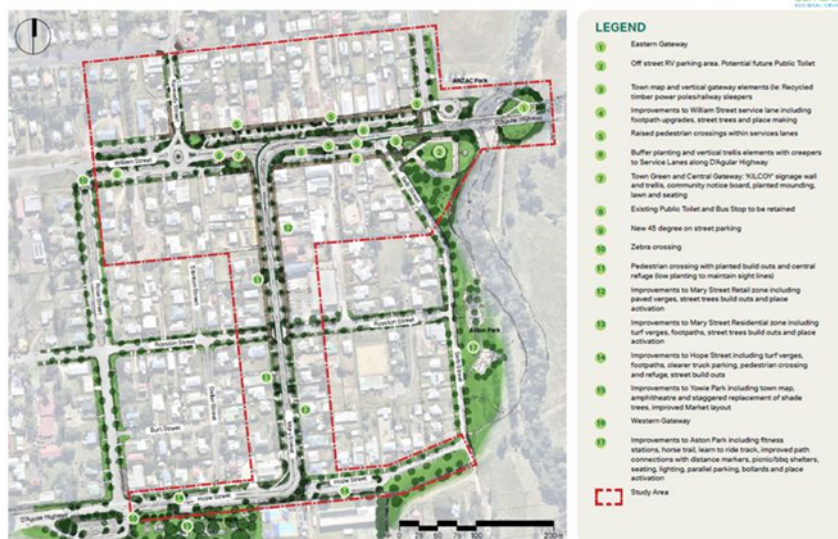 LEGEND
1 Eastern Gateway
2 Off street RV parking area. Potential future Public Toilet
3 Town map and vertical gateway elements (Ie: Recycled
timber power poles/railway sleepers
4 Improvements to William Street service lane including
footpath upgrades, street trees and place making
5 Raised pedestrian crossings within services lanes
6 Buffer planting and vertical trellis elements with creepers
to Service Lanes along D'Agular Highway
7 Town Green and Central Gateway: 'KILCOY' signage wall
and trellis, community notice board, planted mounding,
lawn and seating
8 Existing Public Toilet and Bus Stop to be retained
9 New 45 degree on street parking
10 Zebra crossing
11 Pedestrian crossing with planted build outs and central
refuge (low planting to maintain sight lines)
12 Improvements to Mary Street Retail zone including
paved verges, street trees build outs and place
activation
13 Improvements to Mary Street Residential zone including
turf verges, footpaths, street trees build outs and place
activation
14 Improvements to Hope Street including turf verges,
footpaths, clearer truck parking, pedestrian crossing
and refuge, street build outs
15 Improvements to Yowie Park including town map,
amphitheatre and staggered replacement of shade
trees, improved Market layout
16 Western Gateway
17 Improvements to Aston Park including fitness
stations, horse trail, learn to ride track, improved path
connections with distance markers, picnic/bbq shelters,
seating, lighting, parallel parking, bollards and place
activation
Study Area
ANZAC Park
D'Agular Highway
William Street
Royston Street
Royston Street
Aston Park
Burt Street
Mary Street
Hope Street
Hope Street
D'Agular Highway
0 25 50 100 200m